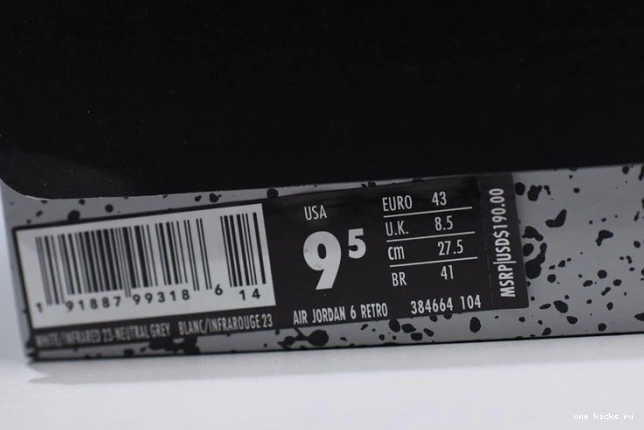 USA
9⁵
EURO 43
U.K. 8.5
cm 27.5
BR 41
MSRP|USD$190.00
1 91887 99318 6 14
WHITE/INFRARED 23-NEUTRAL GREY BLANC/INFRAROUGE 23
AIR JORDAN 6 RETRO 384664 104
one kicks ru